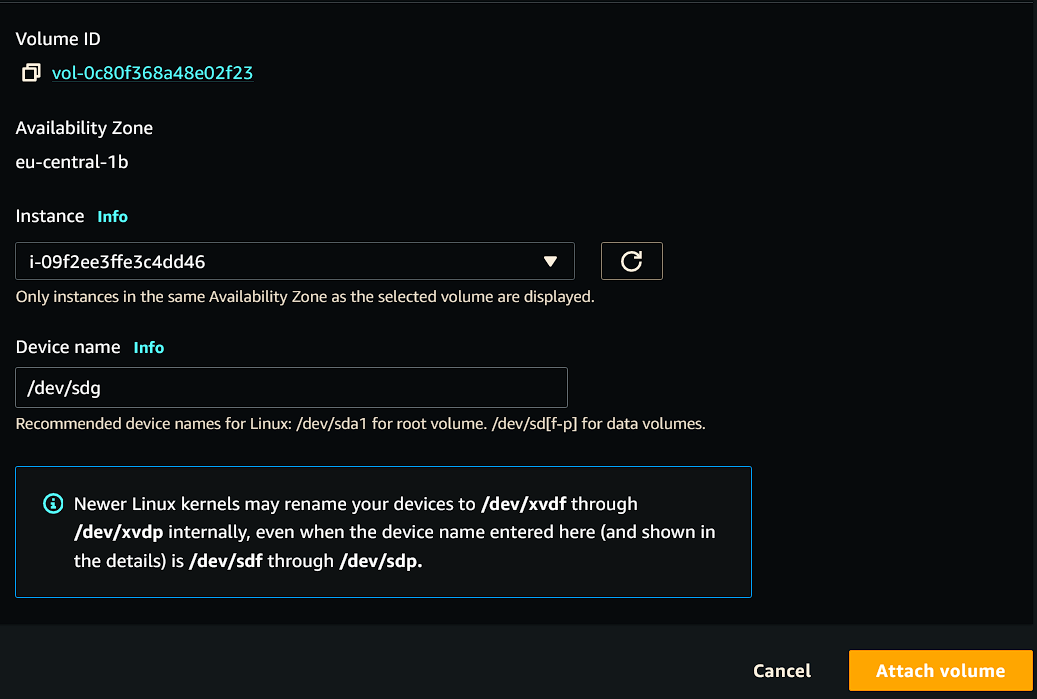 Volume ID
vol-0c80f368a48e02f23
Availability Zone
eu-central-1b
Instance Info
i-09f2ee3ffe3c4dd46
Only instances in the same Availability Zone as the selected volume are displayed.
Device name Info
/dev/sdg
Recommended device names for Linux: /dev/sda1 for root volume. /dev/sd[f-p] for data volumes.
Newer Linux kernels may rename your devices to /dev/xvdf through
/dev/xvdp internally, even when the device name entered here (and shown in
the details) is /dev/sdf through /dev/sdp.
Cancel Attach volume